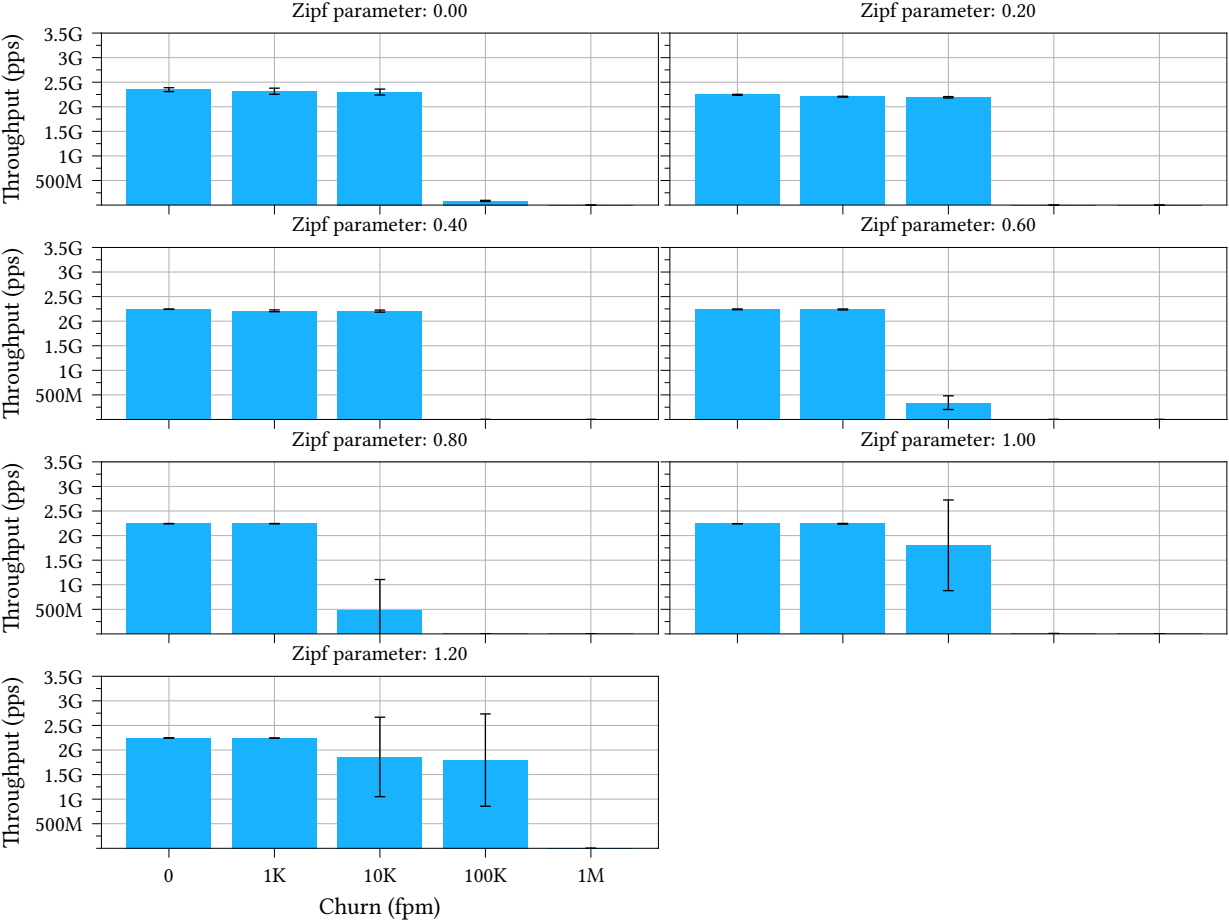 Zipf parameter: 0.00
Zipf parameter: 0.20
Throughput (pps)
3.5G
3G
2.5G
2G
1.5G
1G
500M
Zipf parameter: 0.40
Zipf parameter: 0.60
Throughput (pps)
3.5G
3G
2.5G
2G
1.5G
1G
500M
Zipf parameter: 0.80
Zipf parameter: 1.00
Throughput (pps)
3.5G
3G
2.5G
2G
1.5G
1G
500M
Zipf parameter: 1.20
Throughput (pps)
3.5G
3G
2.5G
2G
1.5G
1G
500M
0 1K 10K 100K 1M
Churn (fpm)